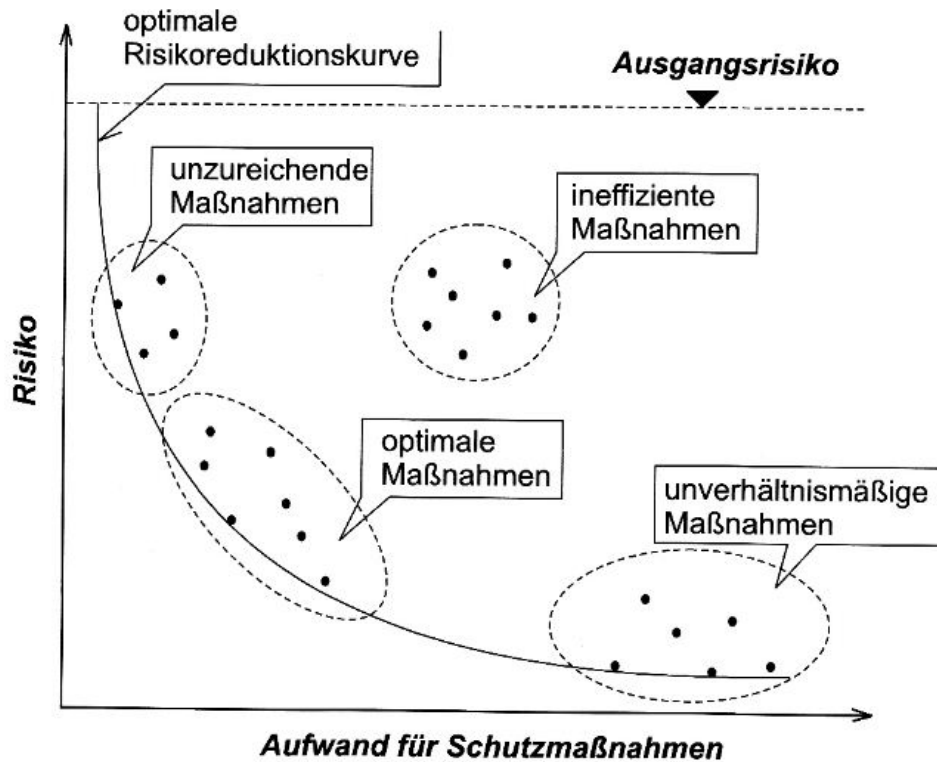 optimale
Risikoreduktionskurve
Ausgangsrisiko
unzureichende
Maßnahmen
ineffiziente
Maßnahmen
Risiko
optimale
Maßnahmen
unverhältnismäßige
Maßnahmen
Aufwand für Schutzmaßnahmen